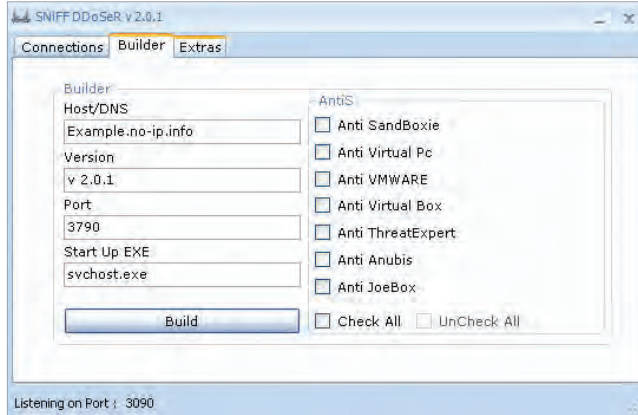 SNIFF DDoSeR v 2.0.1
Connections Builder Extras
Builder
Host/DNS
Example.no-ip.info
Version
v 2.0.1
Port
3790
Start Up EXE
svchost.exe
Build
AntiS
Anti SandBoxie
Anti Virtual Pc
Anti VMWARE
Anti Virtual Box
Anti ThreatExpert
Anti Anubis
Anti JoeBox
Check All UnCheck All
Listening on Port : 3090